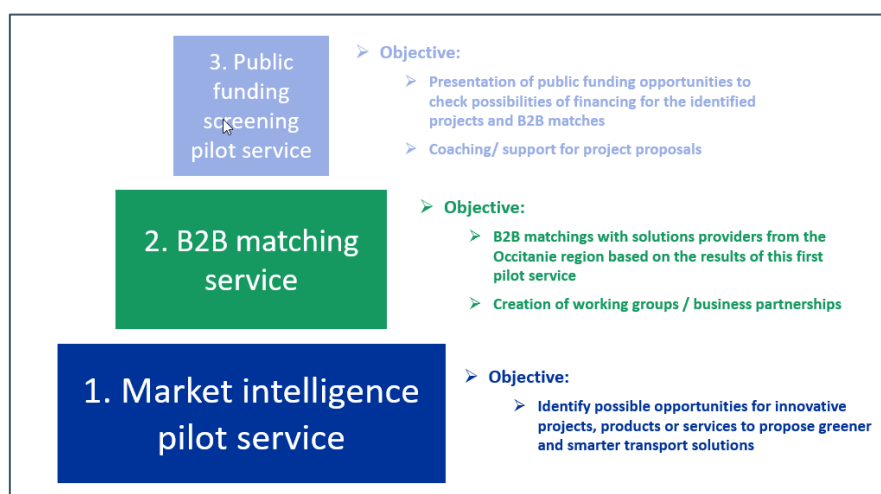 3. Public
funding
screening
pilot service
Objective:
Presentation of public funding opportunities to
check possibilities of financing for the identified
projects and B2B matches
Coaching/ support for project proposals
2. B2B matching
service
Objective:
B2B matchings with solutions providers from the
Occitanie region based on the results of this first
pilot service
Creation of working groups / business partnerships
1. Market intelligence
pilot service
Objective:
Identify possible opportunities for innovative
projects, products or services to propose greener
and smarter transport solutions